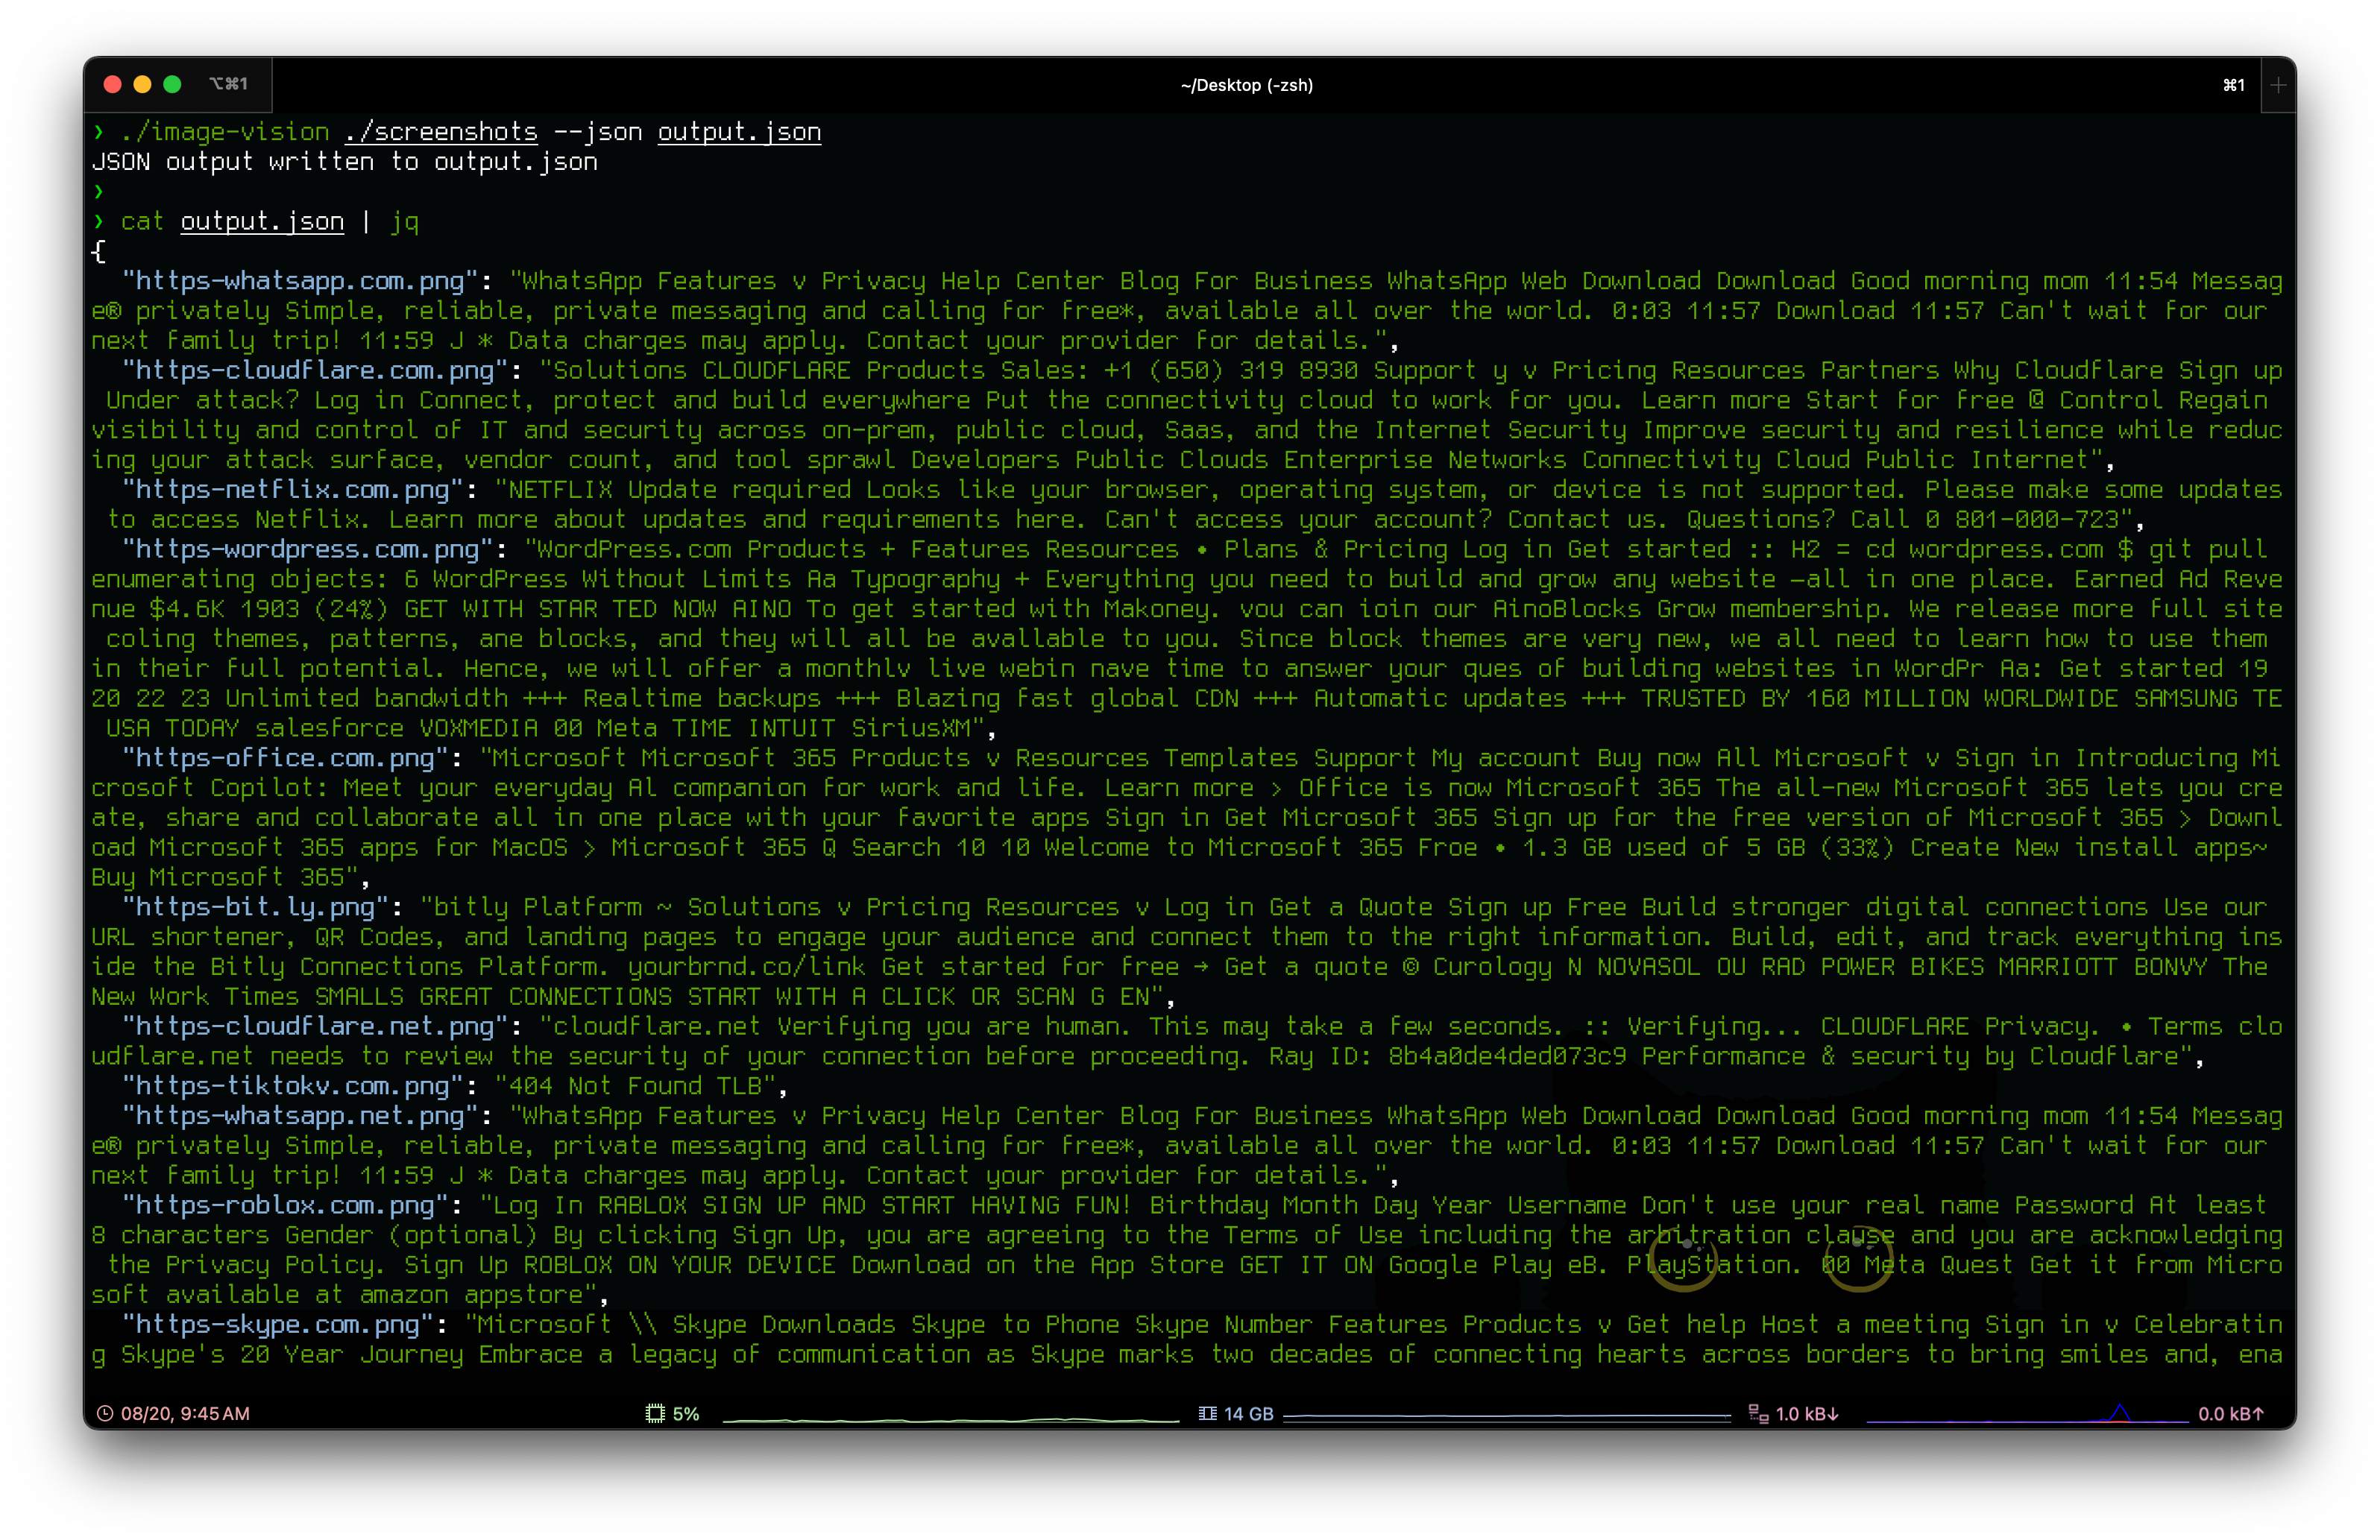 ⌥⌘1
~/Desktop (-zsh)
⌘1
+
❯ ./image-vision ./screenshots --json output.json
JSON output written to output.json
❯
❯ cat output.json | jq
{
  "https-whatsapp.com.png": "WhatsApp Features v Privacy Help Center Blog For Business WhatsApp Web Download Download Good morning mom 11:54 Messag
e® privately Simple, reliable, private messaging and calling for free*, available all over the world. 0:03 11:57 Download 11:57 Can't wait for our
next family trip! 11:59 J * Data charges may apply. Contact your provider for details.",
  "https-cloudflare.com.png": "Solutions CLOUDFLARE Products Sales: +1 (650) 319 8930 Support y v Pricing Resources Partners Why Cloudflare Sign up
 Under attack? Log in Connect, protect and build everywhere Put the connectivity cloud to work for you. Learn more Start for free @ Control Regain
visibility and control of IT and security across on-prem, public cloud, Saas, and the Internet Security Improve security and resilience while reduc
ing your attack surface, vendor count, and tool sprawl Developers Public Clouds Enterprise Networks Connectivity Cloud Public Internet",
  "https-netflix.com.png": "NETFLIX Update required Looks like your browser, operating system, or device is not supported. Please make some updates
 to access Netflix. Learn more about updates and requirements here. Can't access your account? Contact us. Questions? Call 0 801-000-723",
  "https-wordpress.com.png": "WordPress.com Products + Features Resources • Plans & Pricing Log in Get started :: H2 = cd wordpress.com $ git pull
enumerating objects: 6 WordPress Without Limits Aa Typography + Everything you need to build and grow any website —all in one place. Earned Ad Reve
nue $4.6K 1903 (24%) GET WITH STAR TED NOW AINO To get started with Makoney. vou can ioin our AinoBlocks Grow membership. We release more full site
 coling themes, patterns, ane blocks, and they will all be avallable to you. Since block themes are very new, we all need to learn how to use them
in their full potential. Hence, we will offer a monthlv live webin nave time to answer your ques of building websites in WordPr Aa: Get started 19
20 22 23 Unlimited bandwidth +++ Realtime backups +++ Blazing fast global CDN +++ Automatic updates +++ TRUSTED BY 160 MILLION WORLDWIDE SAMSUNG TE
 USA TODAY salesforce VOXMEDIA 00 Meta TIME INTUIT SiriusXM",
  "https-office.com.png": "Microsoft Microsoft 365 Products v Resources Templates Support My account Buy now All Microsoft v Sign in Introducing Mi
crosoft Copilot: Meet your everyday Al companion for work and life. Learn more > Office is now Microsoft 365 The all-new Microsoft 365 lets you cre
ate, share and collaborate all in one place with your favorite apps Sign in Get Microsoft 365 Sign up for the free version of Microsoft 365 > Downl
oad Microsoft 365 apps for MacOS > Microsoft 365 Q Search 10 10 Welcome to Microsoft 365 Froe • 1.3 GB used of 5 GB (33%) Create New install apps~
Buy Microsoft 365",
  "https-bit.ly.png": "bitly Platform ~ Solutions v Pricing Resources v Log in Get a Quote Sign up Free Build stronger digital connections Use our
URL shortener, QR Codes, and landing pages to engage your audience and connect them to the right information. Build, edit, and track everything ins
ide the Bitly Connections Platform. yourbrnd.co/link Get started for free → Get a quote © Curology N NOVASOL OU RAD POWER BIKES MARRIOTT BONVY The
New Work Times SMALLS GREAT CONNECTIONS START WITH A CLICK OR SCAN G EN",
  "https-cloudflare.net.png": "cloudflare.net Verifying you are human. This may take a few seconds. :: Verifying... CLOUDFLARE Privacy. • Terms clo
udflare.net needs to review the security of your connection before proceeding. Ray ID: 8b4a0de4ded073c9 Performance & security by Cloudflare",
  "https-tiktokv.com.png": "404 Not Found TLB",
  "https-whatsapp.net.png": "WhatsApp Features v Privacy Help Center Blog For Business WhatsApp Web Download Download Good morning mom 11:54 Messag
e® privately Simple, reliable, private messaging and calling for free*, available all over the world. 0:03 11:57 Download 11:57 Can't wait for our
next family trip! 11:59 J * Data charges may apply. Contact your provider for details.",
  "https-roblox.com.png": "Log In RABLOX SIGN UP AND START HAVING FUN! Birthday Month Day Year Username Don't use your real name Password At least
8 characters Gender (optional) By clicking Sign Up, you are agreeing to the Terms of Use including the arbitration clause and you are acknowledging
 the Privacy Policy. Sign Up ROBLOX ON YOUR DEVICE Download on the App Store GET IT ON Google Play eB. PlayStation. 00 Meta Quest Get it from Micro
soft available at amazon appstore",
  "https-skype.com.png": "Microsoft \\ Skype Downloads Skype to Phone Skype Number Features Products v Get help Host a meeting Sign in v Celebratin
g Skype's 20 Year Journey Embrace a legacy of communication as Skype marks two decades of connecting hearts across borders to bring smiles and, ena
08/20, 9:45 AM 5% 14 GB 1.0 kB↓ 0.0 kB↑